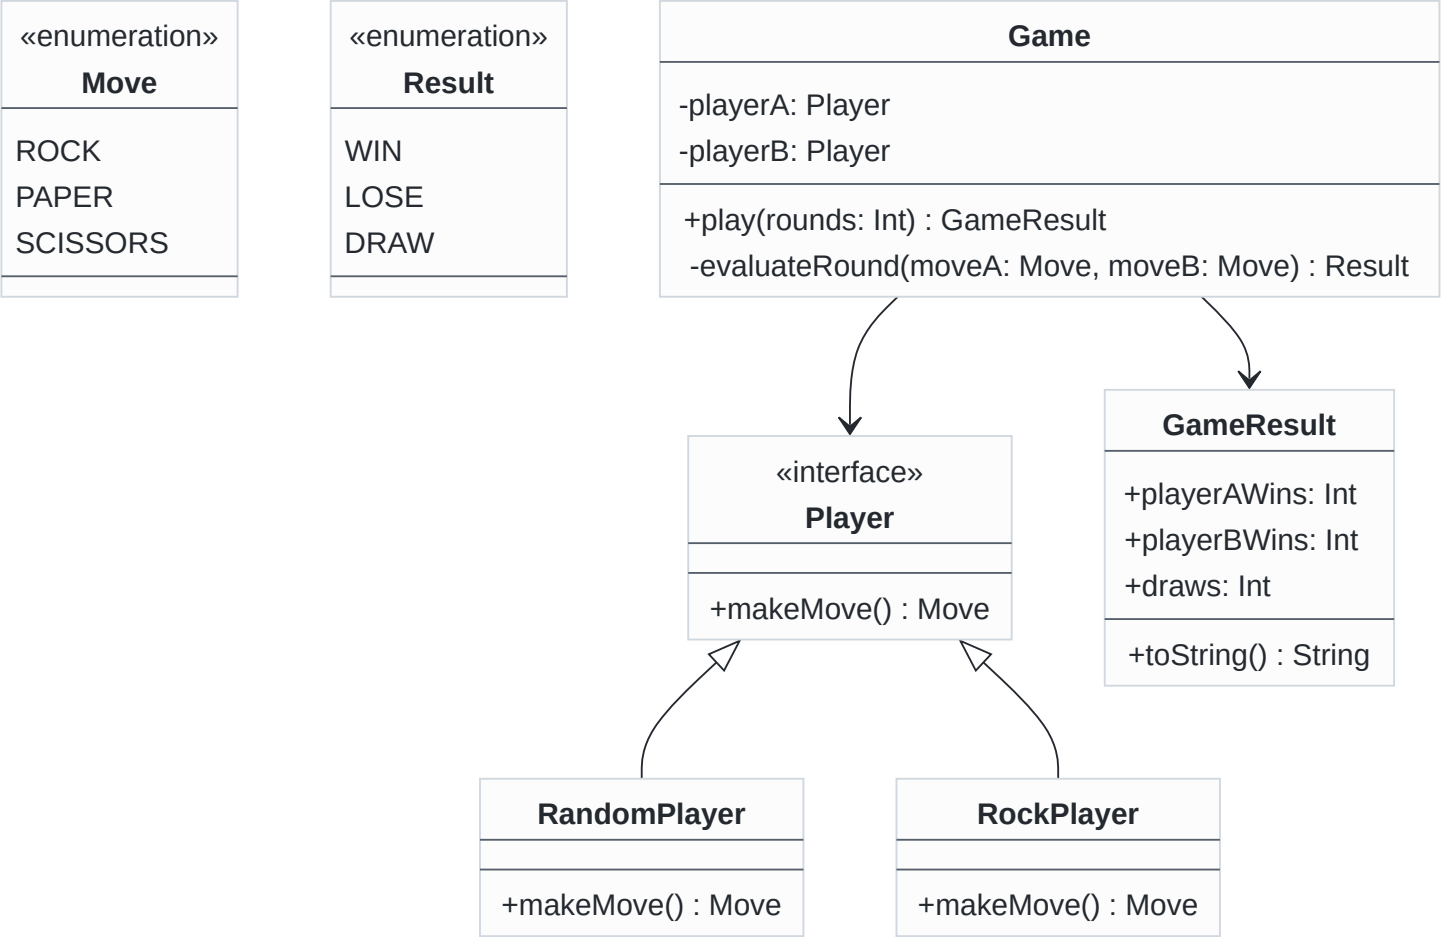 «enumeration»
Move
ROCK
PAPER
SCISSORS
«enumeration»
Result
WIN
LOSE
DRAW
Game
-playerA: Player
-playerB: Player
+play(rounds: Int) : GameResult
-evaluateRound(moveA: Move, moveB: Move) : Result
«interface»
Player
+makeMove() : Move
GameResult
+playerAWins: Int
+playerBWins: Int
+draws: Int
+toString() : String
RandomPlayer
+makeMove() : Move
RockPlayer
+makeMove() : Move